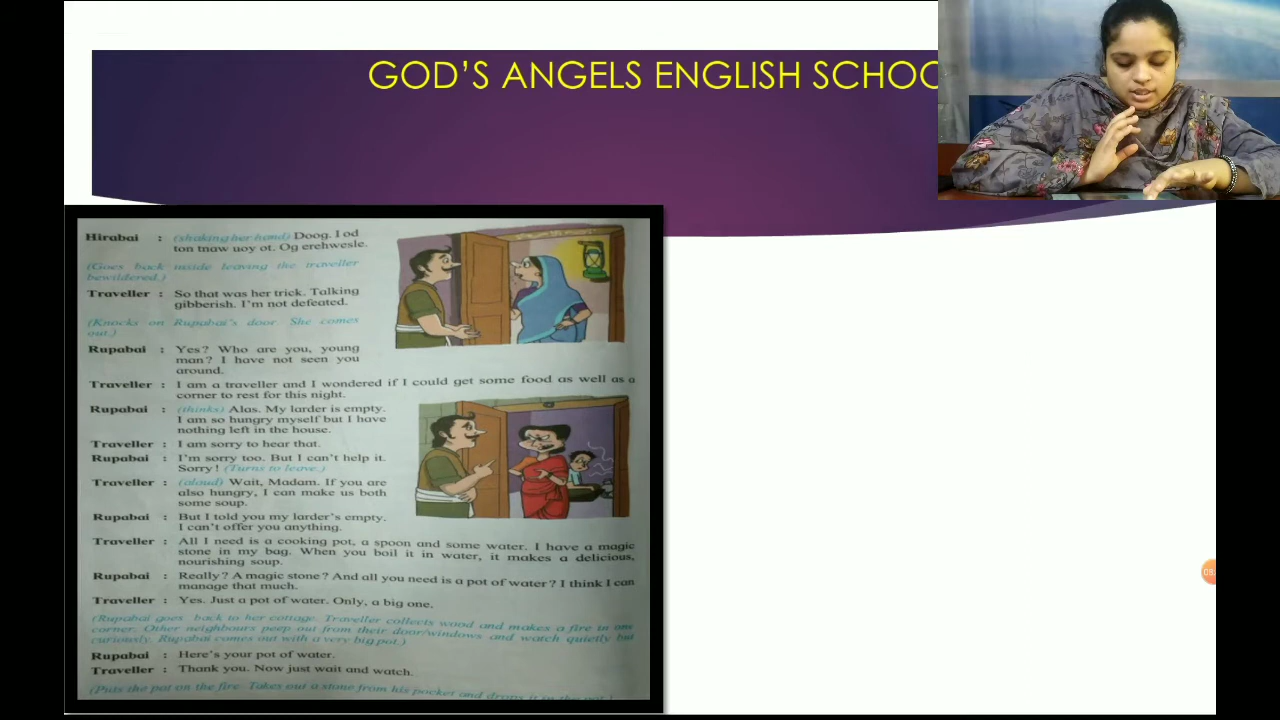 GOD'S ANGELS ENGLISH SCHOO
Hirabai : (shaking her hand) Doog. I od
ton tnaw uoy ot. Og erehwesle.
(Goes back inside leaving the traveller
bewildered.)
Traveller : So that was her trick. Talking
gibberish. I'm not defeated.
(Knocks on Rupabai's door. She comes
out.)
Rupabai : Yes? Who are you, young
man? I have not seen you
around.
Traveller : I am a traveller and I wondered if I could get some food as well as a
corner to rest for this night.
Rupabai : (thinks) Alas. My larder is empty.
I am so hungry myself but I have
nothing left in the house.
Traveller : I am sorry to hear that.
Rupabai : I'm sorry too. But I can't help it.
Sorry! (Turns to leave.)
Traveller : (aloud) Wait, Madam. If you are
also hungry, I can make us both
some soup.
Rupabai : But I told you my larder's empty.
I can't offer you anything.
Traveller : All I need is a cooking pot, a spoon and some water. I have a magic
stone in my bag. When you boil it in water, it makes a delicious,
nourishing soup.
Rupabai : Really? A magic stone? And all you need is a pot of water? I think I can
manage that much.
Traveller : Yes. Just a pot of water. Only, a big one.
(Rupabai goes back to her cottage. Traveller collects wood and makes a fire in one
corner. Other neighbours peep out from their door/windows and watch quietly but
curiously. Rupabai comes out with a very big pot.)
Rupabai : Here's your pot of water.
Traveller : Thank you. Now just wait and watch.
(Puts the pot on the fire. Takes out a stone from his pocket and drops it in the pot.)